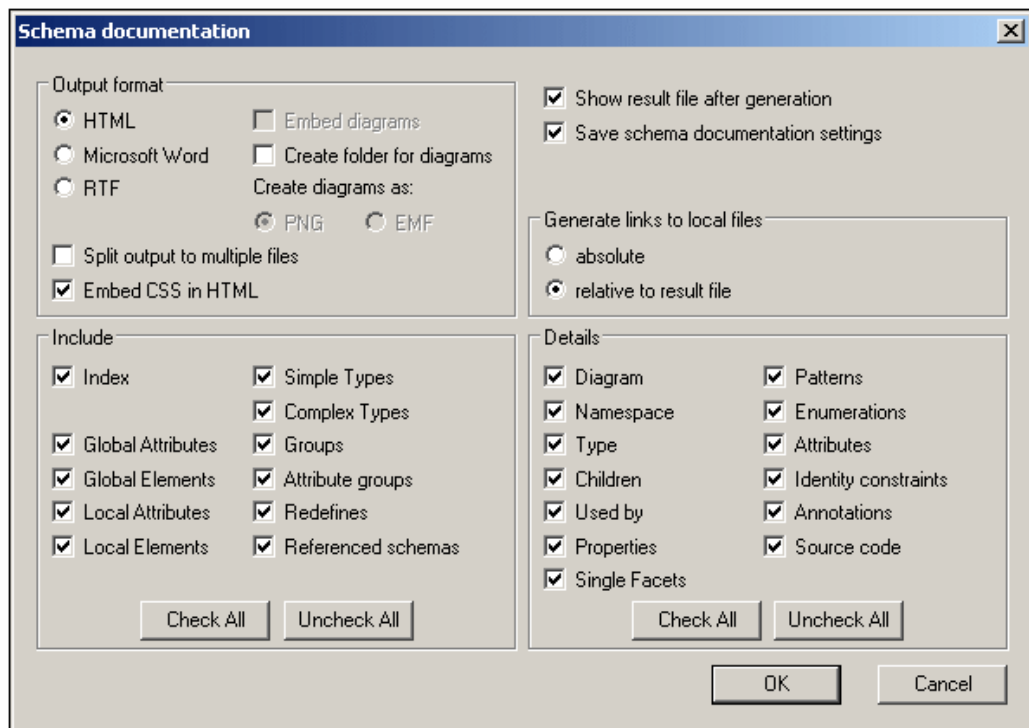 Schema documentation
Output format
HTML
Embed diagrams
Microsoft Word
Create folder for diagrams
RTF
Create diagrams as:
PNG
EMF
Split output to multiple files
Embed CSS in HTML
Show result file after generation
Save schema documentation settings
Generate links to local files
absolute
relative to result file
Include
Index
Simple Types
Complex Types
Global Attributes
Groups
Global Elements
Attribute groups
Local Attributes
Redefines
Local Elements
Referenced schemas
Check All
Uncheck All
Details
Diagram
Patterns
Namespace
Enumerations
Type
Attributes
Children
Identity constraints
Used by
Annotations
Properties
Source code
Single Facets
Check All
Uncheck All
OK
Cancel